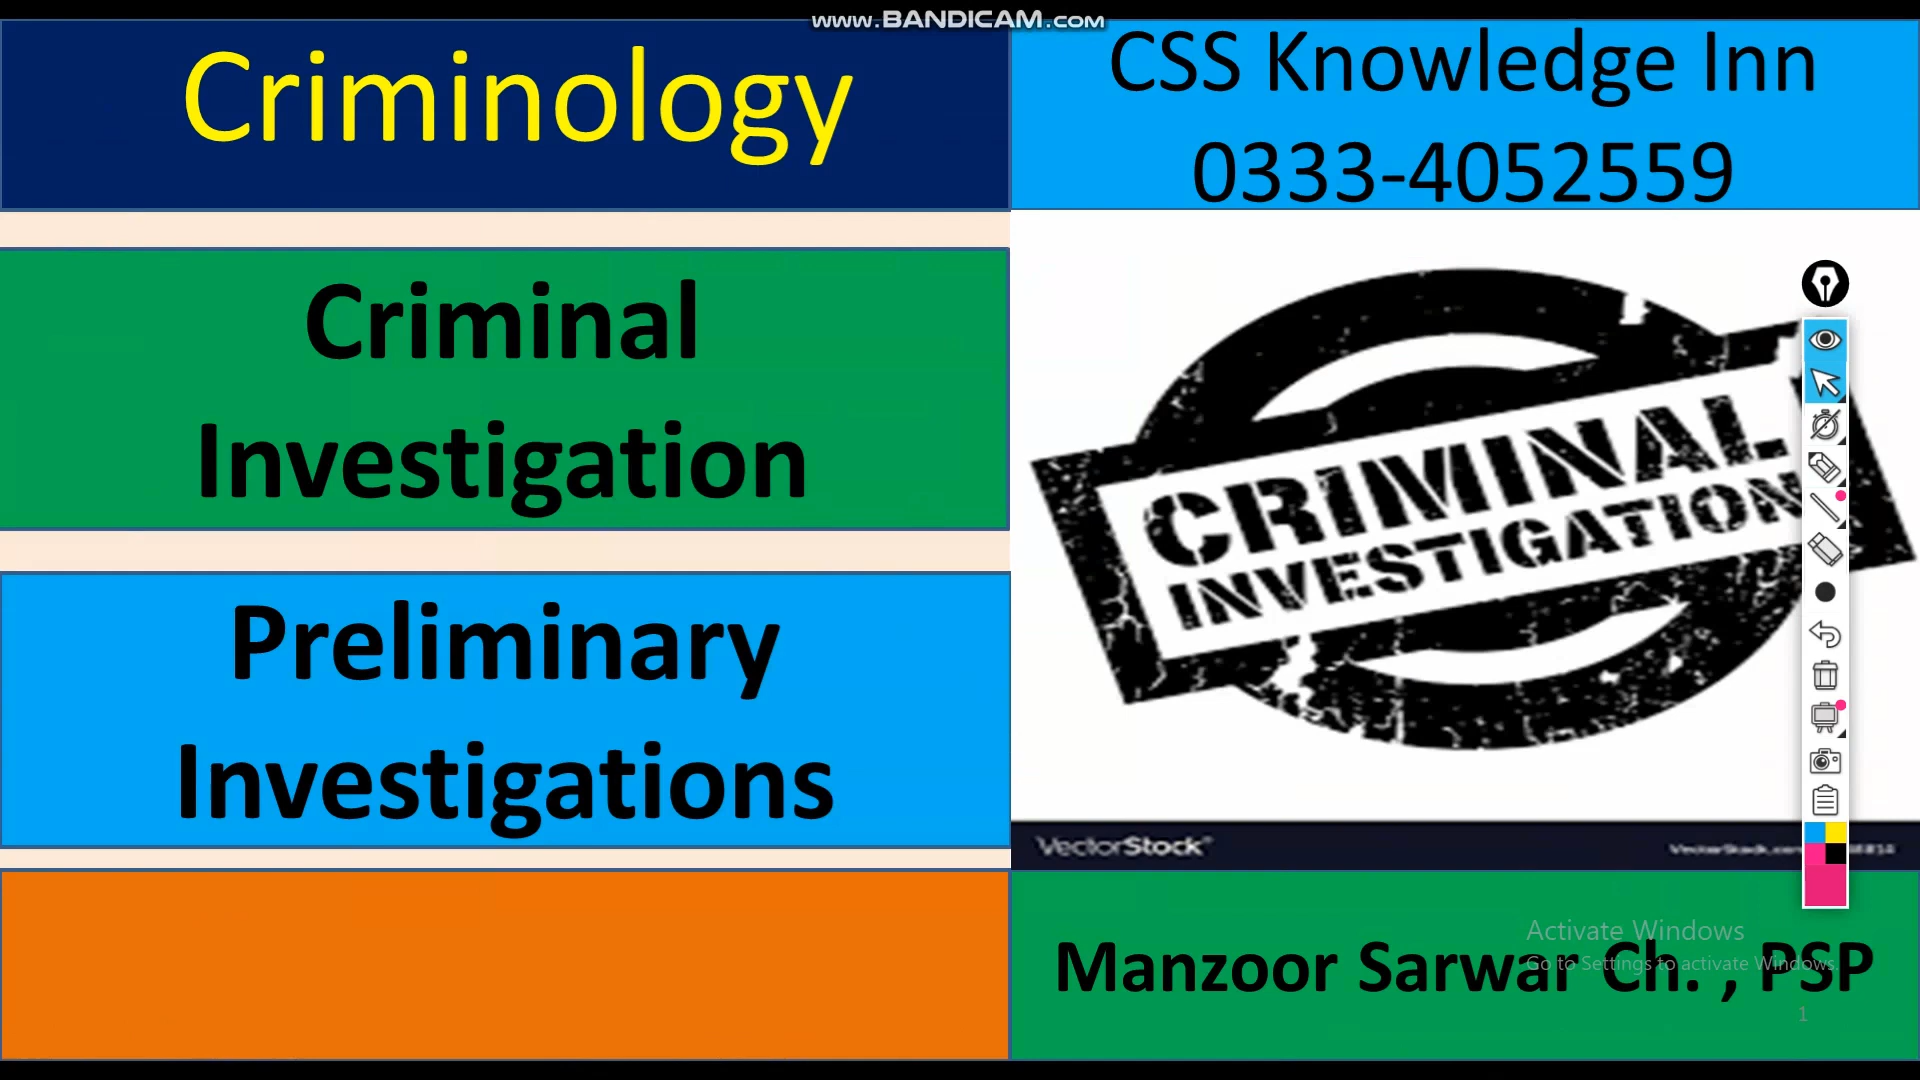 www.BANDICAM.com
Criminology
CSS Knowledge Inn
0333-4052559
Criminal
Investigation
CRIMINAL
INVESTIGATION
Preliminary
Investigations
VectorStock®
Manzoor Sarwar Ch. , PSP
Activate Windows
Go to Settings to activate Windows.
1